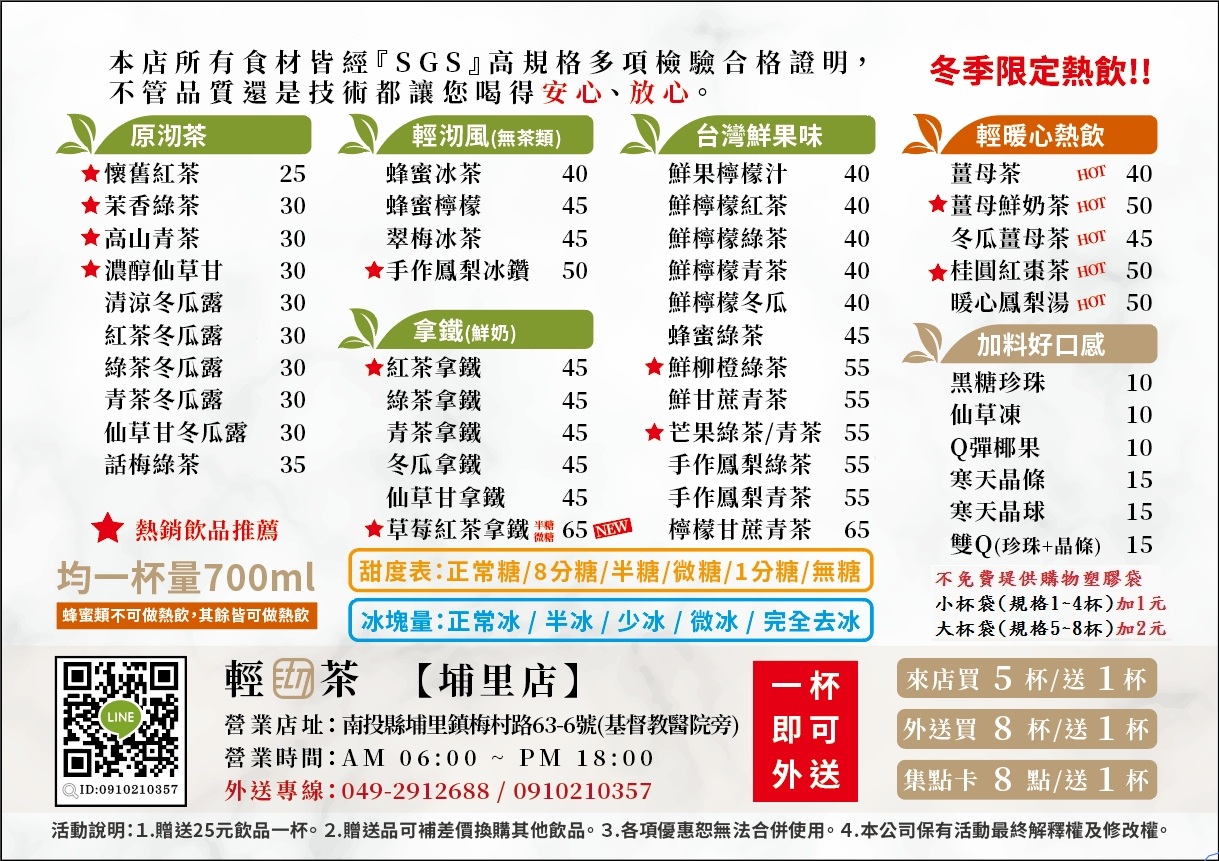 本店所有食材皆經『SGS』高規格多項檢驗合格證明，
不管品質還是技術都讓您喝得安心、放心。
冬季限定熱飲!!
原沏茶
★懷舊紅茶 25
★茉香綠茶 30
★高山青茶 30
★濃醇仙草甘 30
清涼冬瓜露 30
紅茶冬瓜露 30
綠茶冬瓜露 30
青茶冬瓜露 30
仙草甘冬瓜露 30
話梅綠茶 35
★ 熱銷飲品推薦
均一杯量700ml
蜂蜜類不可做熱飲，其餘皆可做熱飲
輕沏風(無茶類)
蜂蜜冰茶 40
蜂蜜檸檬 45
翠梅冰茶 45
★手作鳳梨冰鑽 50
拿鐵(鮮奶)
★紅茶拿鐵 45
綠茶拿鐵 45
青茶拿鐵 45
冬瓜拿鐵 45
仙草甘拿鐵 45
★草莓紅茶拿鐵 半糖 微糖 65 NEW
台灣鮮果味
鮮果檸檬汁 40
鮮檸檬紅茶 40
鮮檸檬綠茶 40
鮮檸檬青茶 40
鮮檸檬冬瓜 40
蜂蜜綠茶 45
★鮮柳橙綠茶 55
鮮甘蔗青茶 55
★芒果綠茶/青茶 55
手作鳳梨綠茶 55
手作鳳梨青茶 55
檸檬甘蔗青茶 65
甜度表：正常糖/8分糖/半糖/微糖/1分糖/無糖
冰塊量：正常冰 / 半冰 / 少冰 / 微冰 / 完全去冰
輕暖心熱飲
薑母茶 HOT 40
★薑母鮮奶茶 HOT 50
冬瓜薑母茶 HOT 45
★桂圓紅棗茶 HOT 50
暖心鳳梨湯 HOT 50
加料好口感
黑糖珍珠 10
仙草凍 10
Q彈椰果 10
寒天晶條 15
寒天晶球 15
雙Q(珍珠+晶條) 15
不免費提供購物塑膠袋
小杯袋(規格1~4杯)加1元
大杯袋(規格5~8杯)加2元
LINE
ID:0910210357
輕沏茶 【埔里店】
營業店址：南投縣埔里鎮梅村路63-6號(基督教醫院旁)
營業時間：AM 06:00 ~ PM 18:00
外送專線：049-2912688 / 0910210357
一杯
即可
外送
來店買 5 杯/送 1 杯
外送買 8 杯/送 1 杯
集點卡 8 點/送 1 杯
活動說明：1.贈送25元飲品一杯。2.贈送品可補差價換購其他飲品。3.各項優惠恕無法合併使用。4.本公司保有活動最終解釋權及修改權。